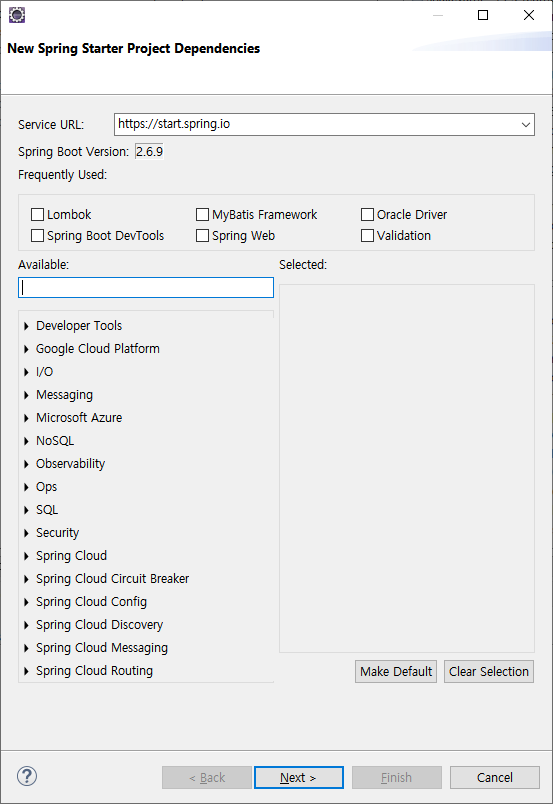 New Spring Starter Project Dependencies
Service URL: https://start.spring.io
Spring Boot Version: 2.6.9
Frequently Used:
Lombok MyBatis Framework Oracle Driver
Spring Boot DevTools Spring Web Validation
Available: Selected:
Developer Tools
Google Cloud Platform
I/O
Messaging
Microsoft Azure
NoSQL
Observability
Ops
SQL
Security
Spring Cloud
Spring Cloud Circuit Breaker
Spring Cloud Config
Spring Cloud Discovery
Spring Cloud Messaging
Spring Cloud Routing
Make Default Clear Selection
? < Back Next > Finish Cancel